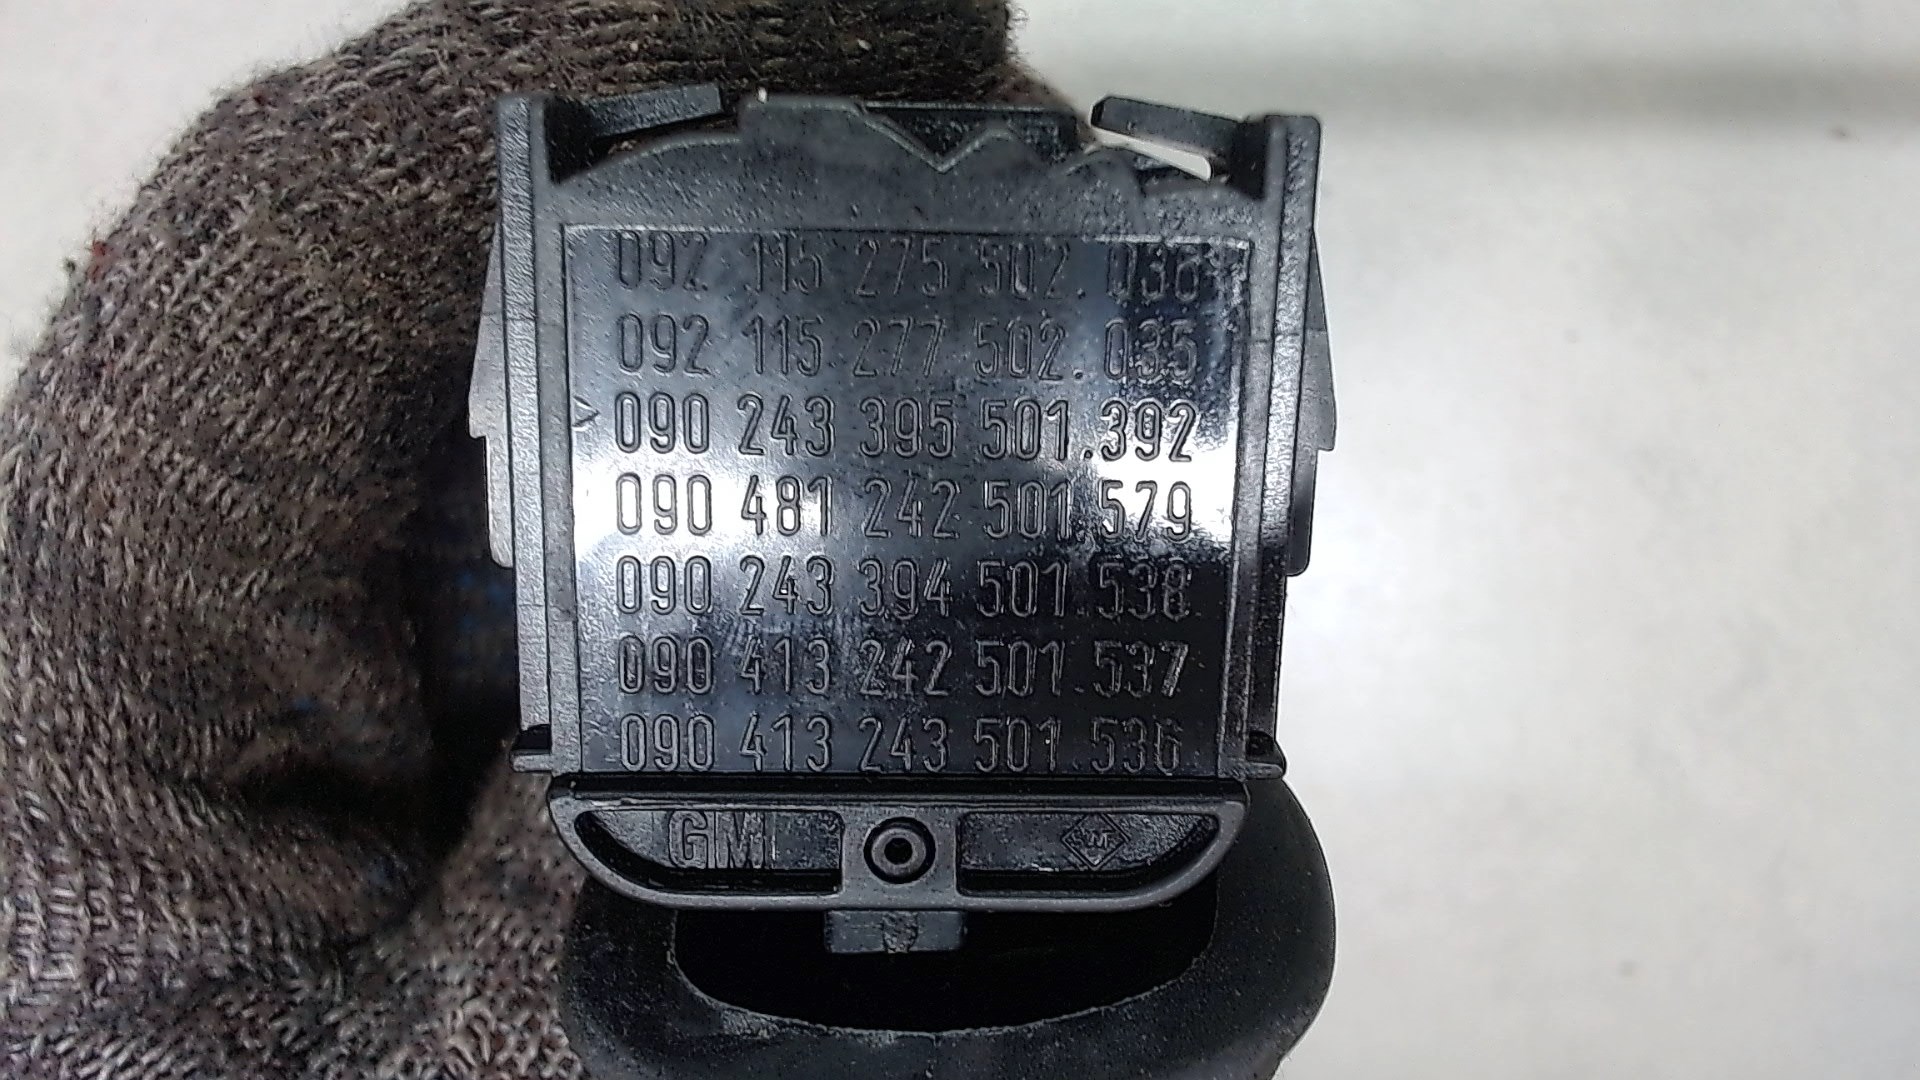 092 115 275 502.036
092 115 277 502.035
> 090 243 395 501.392
090 481 242 501.579
090 243 394 501.538
090 413 242 501.537
090 413 243 501.536
GM
SWF